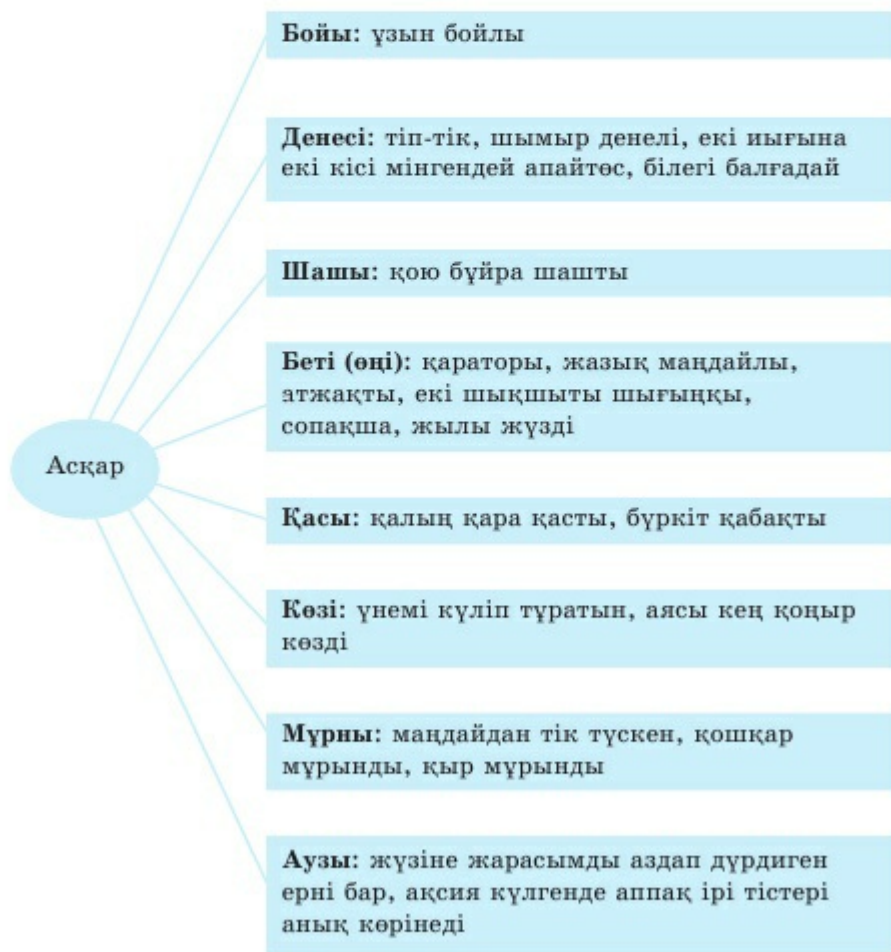 Бойы: ұзын бойлы
Денесі: тіп-тік, шымыр денелі, екі иығына
екі кісі мінгендей апайтөс, білегі балғадай
Шашы: қою бұйра шашты
Беті (өңі): қараторы, жазық маңдайлы,
этжақты, екі шықшыты шығыңқы,
сопақша, жылы жүзді
Асқар
Қасы: қалың қара қасты, бүркіт қабақты
Көзі: үнемі күліп тұратын, аясы кең қоңыр
көзді
Мұрны: маңдайдан тік түскен, қошқар
мұрынды, қыр мұрынды
Аузы: жүзіне жарасымды аздап дүрдиген
ерні бар, ақсия күлгенде аппақ ірі тістері
анық көрінеді